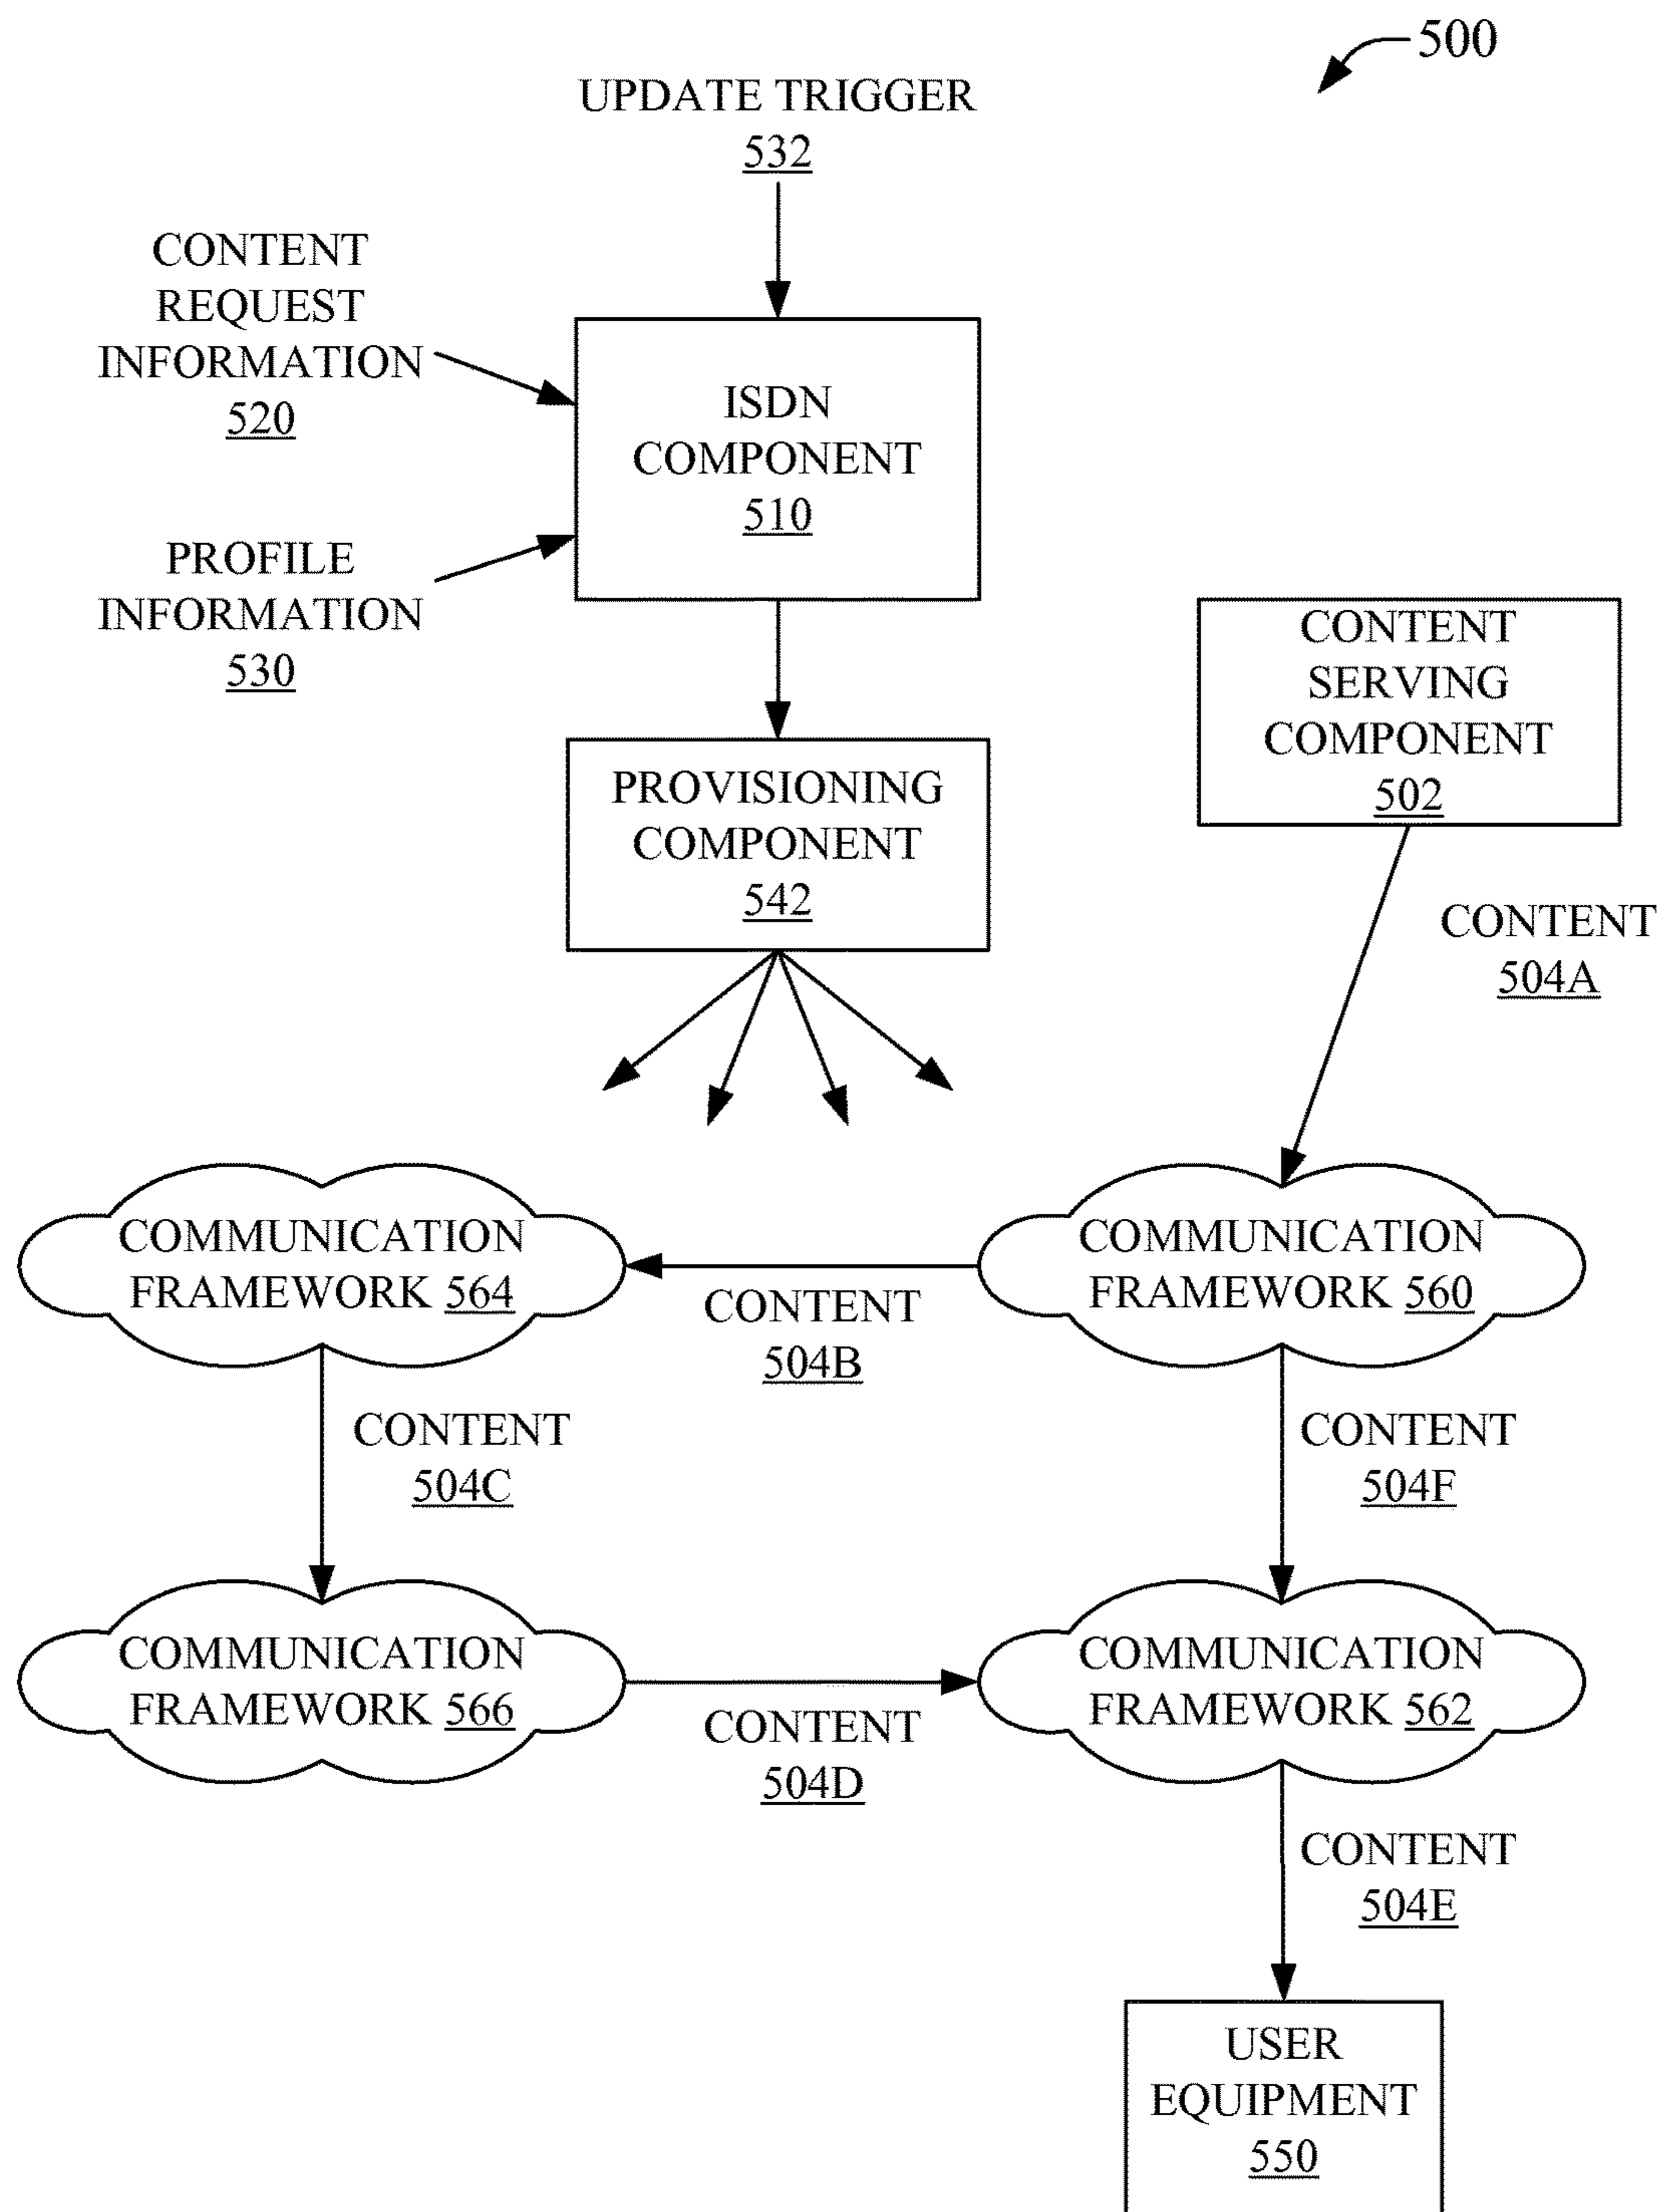 500
UPDATE TRIGGER
532
CONTENT
REQUEST
INFORMATION
520
ISDN
COMPONENT
510
PROFILE
INFORMATION
530
CONTENT
SERVING
COMPONENT
502
PROVISIONING
COMPONENT
542
CONTENT
504A
COMMUNICATION
FRAMEWORK 564
COMMUNICATION
FRAMEWORK 560
CONTENT
504B
CONTENT
504C
CONTENT
504F
COMMUNICATION
FRAMEWORK 566
COMMUNICATION
FRAMEWORK 562
CONTENT
504D
CONTENT
504E
USER
EQUIPMENT
550